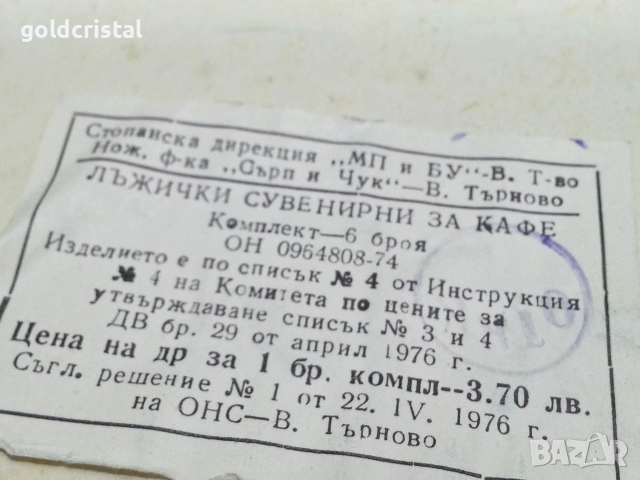 goldcristal
Стопанска дирекция „МП и БУ“-В. Т-во
Нож. ф-ка „Сърп и Чук“—В. Търново
ЛЪЖИЧКИ СУВЕНИРНИ ЗА КАФЕ
Комплект—6 броя
ОН 0964808-74
Изделието е по списък № 4 от Инструкция
№ 4 на Комитета по цените за
утвърждаване списък № 3 и 4
ДВ бр. 29 от април 1976 г.
Цена на др за 1 бр. компл--3.70 лв.
Съгл. решение № 1 от 22. IV. 1976 г.
на ОНС—В. Търново
BAZAR